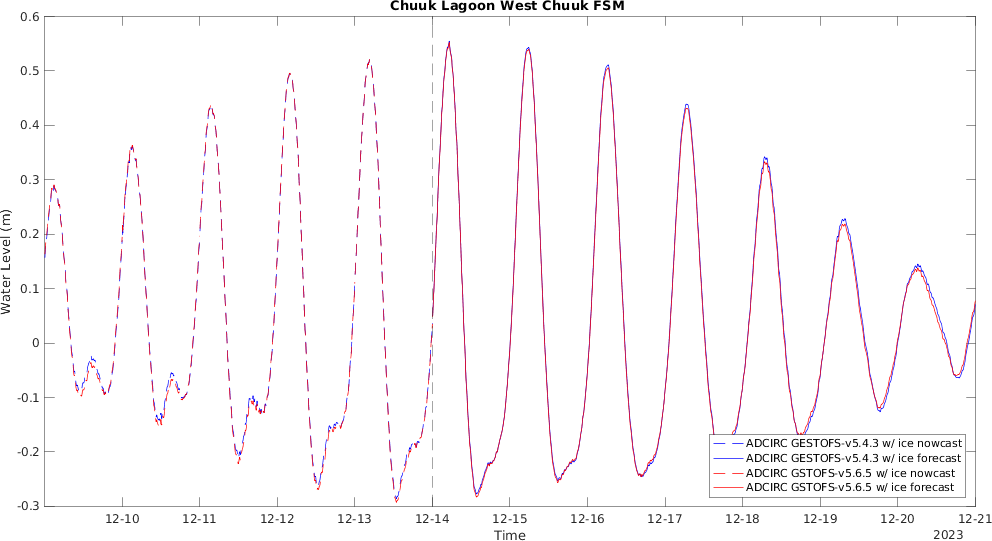 Chuuk Lagoon West Chuuk FSM
0.6
0.5
0.4
0.3
0.2
0.1
0
-0.1
-0.2
-0.3
Water Level (m)
ADCIRC GESTOFS-v5.4.3 w/ ice nowcast
ADCIRC GESTOFS-v5.4.3 w/ ice forecast
ADCIRC GSTOFS-v5.6.5 w/ ice nowcast
ADCIRC GSTOFS-v5.6.5 w/ ice forecast
12-10 12-11 12-12 12-13 12-14 12-15 12-16 12-17 12-18 12-19 12-20 12-21
Time
2023